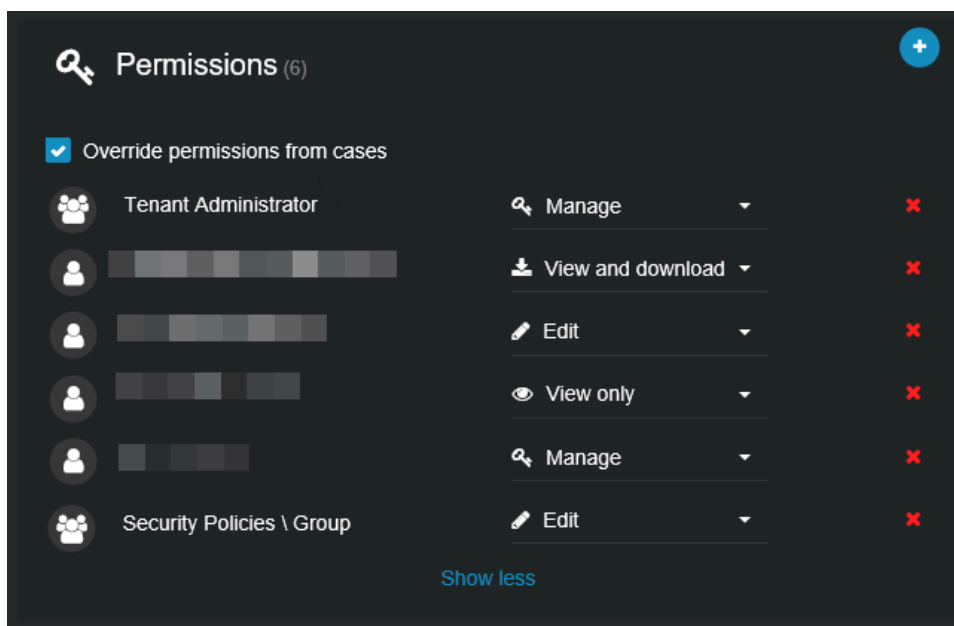 Permissions (6)
Override permissions from cases
Tenant Administrator Manage
View and download
Edit
View only
Manage
Security Policies \ Group Edit
Show less